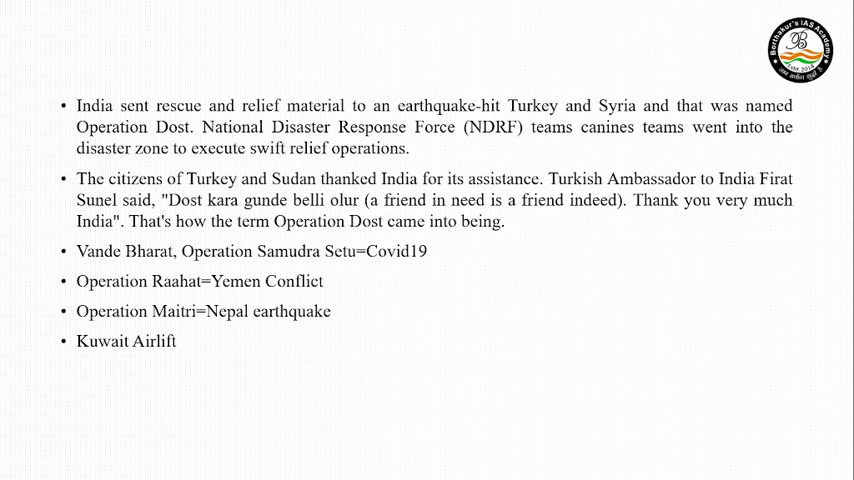 Borthakur's IAS Academy
B
Estd. 2014
• India sent rescue and relief material to an earthquake-hit Turkey and Syria and that was named
Operation Dost. National Disaster Response Force (NDRF) teams canines teams went into the
disaster zone to execute swift relief operations.
• The citizens of Turkey and Sudan thanked India for its assistance. Turkish Ambassador to India Firat
Sunel said, "Dost kara gunde belli olur (a friend in need is a friend indeed). Thank you very much
India". That's how the term Operation Dost came into being.
• Vande Bharat, Operation Samudra Setu=Covid19
• Operation Raahat=Yemen Conflict
• Operation Maitri=Nepal earthquake
• Kuwait Airlift